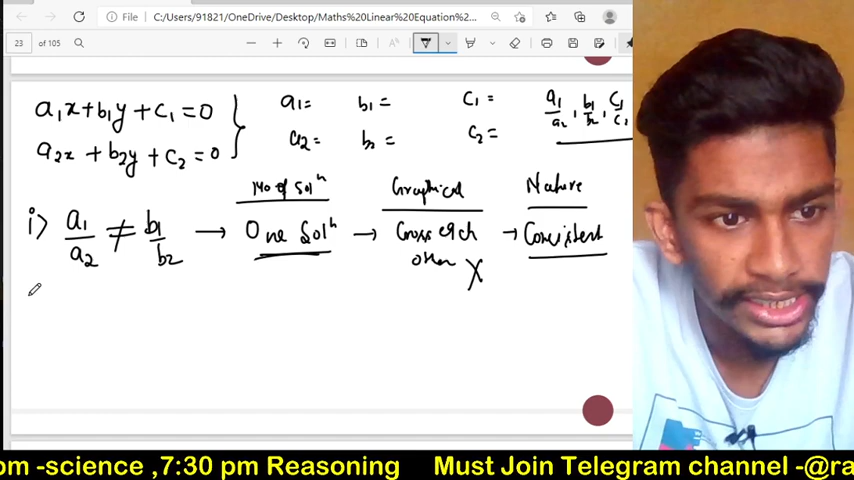 File | C:/Users/91821/OneDrive/Desktop/Maths%20Linear%20Equation%2...
23 of 105
a₁x+b₁y+c₁=0
a₂x+b₂y+c₂=0
a₁= b₁= c₁=
a₂= b₂= c₂=
a₁/a₂, b₁/b₂, c₁/c₂
No of Solⁿ Graphical Nature
i> a₁/a₂ ≠ b₁/b₂ → One Solⁿ → Cross each other X → Consistent
om -science ,7:30 pm Reasoning Must Join Telegram channel -@ra